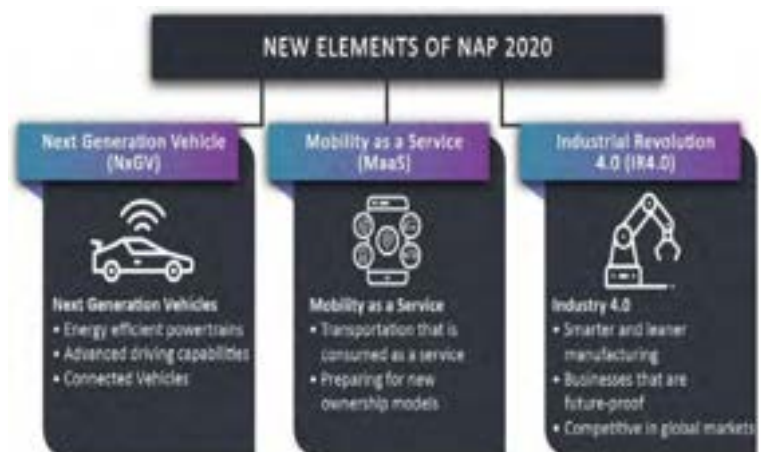 NEW ELEMENTS OF NAP 2020
Next Generation Vehicle
(NxGV)
Next Generation Vehicles
• Energy efficient powertrains
• Advanced driving capabilities
• Connected Vehicles
Mobility as a Service
(MaaS)
Mobility as a Service
• Transportation that is
consumed as a service
• Preparing for new
ownership models
Industrial Revolution
4.0 (IR4.0)
Industry 4.0
• Smarter and leaner
manufacturing
• Businesses that are
future-proof
• Competitive in global markets